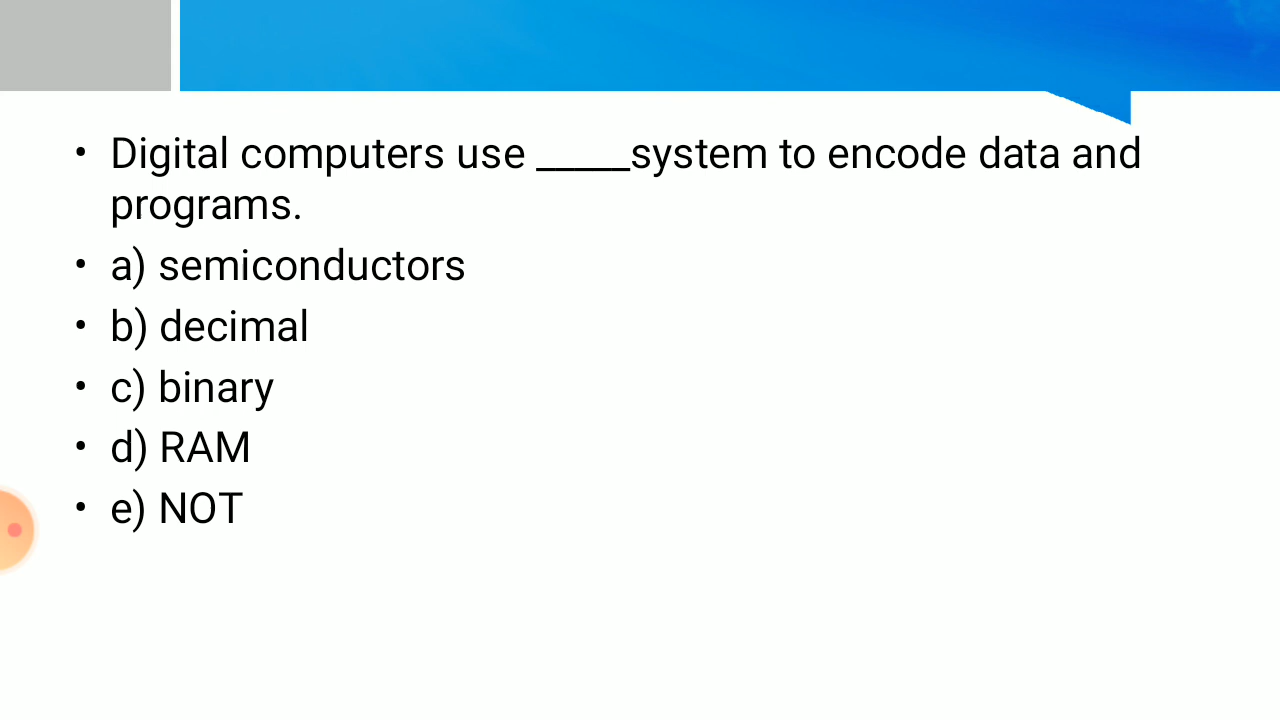 • Digital computers use _____system to encode data and
programs.
• a) semiconductors
• b) decimal
• c) binary
• d) RAM
• e) NOT